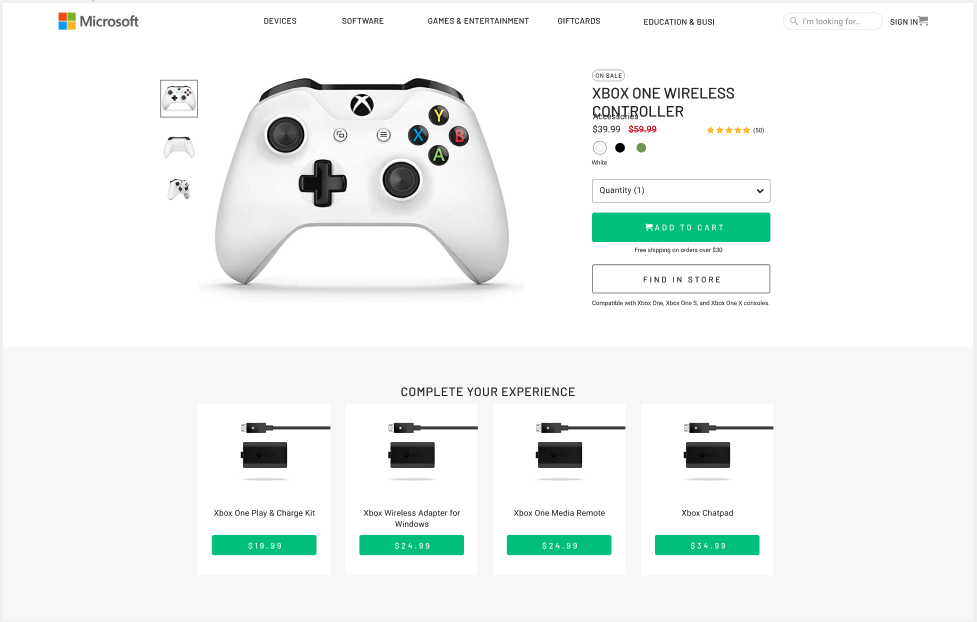 Microsoft
DEVICES
SOFTWARE
GAMES & ENTERTAINMENT
GIFTCARDS
EDUCATION & BUSI
I'm looking for..
SIGN IN
ON SALE
XBOX ONE WIRELESS
CONTROLLER
Accessories
$39.99 $59.99 (50)
White
Quantity (1)
ADD TO CART
Free shipping on orders over $30
FIND IN STORE
Compatible with Xbox One, Xbox One S, and Xbox One X consoles.
Y
X
B
A
COMPLETE YOUR EXPERIENCE
Xbox One Play & Charge Kit
$19.99
Xbox Wireless Adapter for
Windows
$24.99
Xbox One Media Remote
$24.99
Xbox Chatpad
$34.99